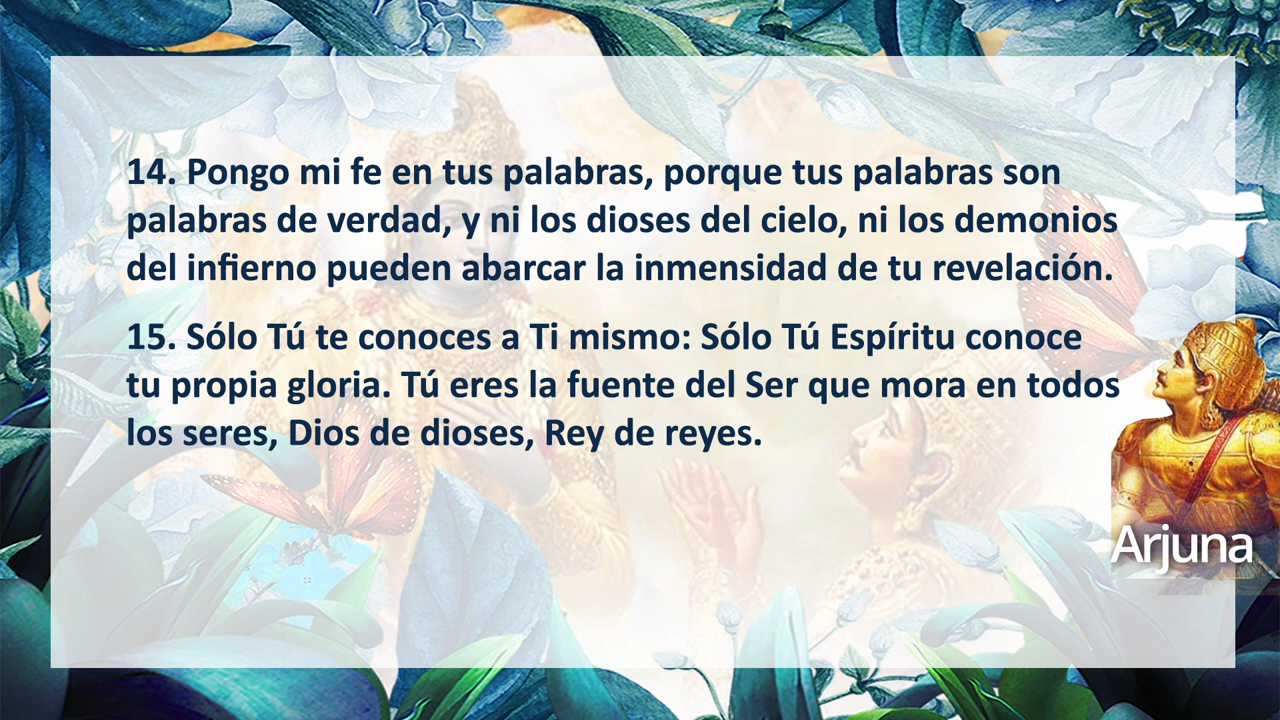 14. Pongo mi fe en tus palabras, porque tus palabras son
palabras de verdad, y ni los dioses del cielo, ni los demonios
del infierno pueden abarcar la inmensidad de tu revelación.
15. Sólo Tú te conoces a Ti mismo: Sólo Tú Espíritu conoce
tu propia gloria. Tú eres la fuente del Ser que mora en todos
los seres, Dios de dioses, Rey de reyes.
Arjuna